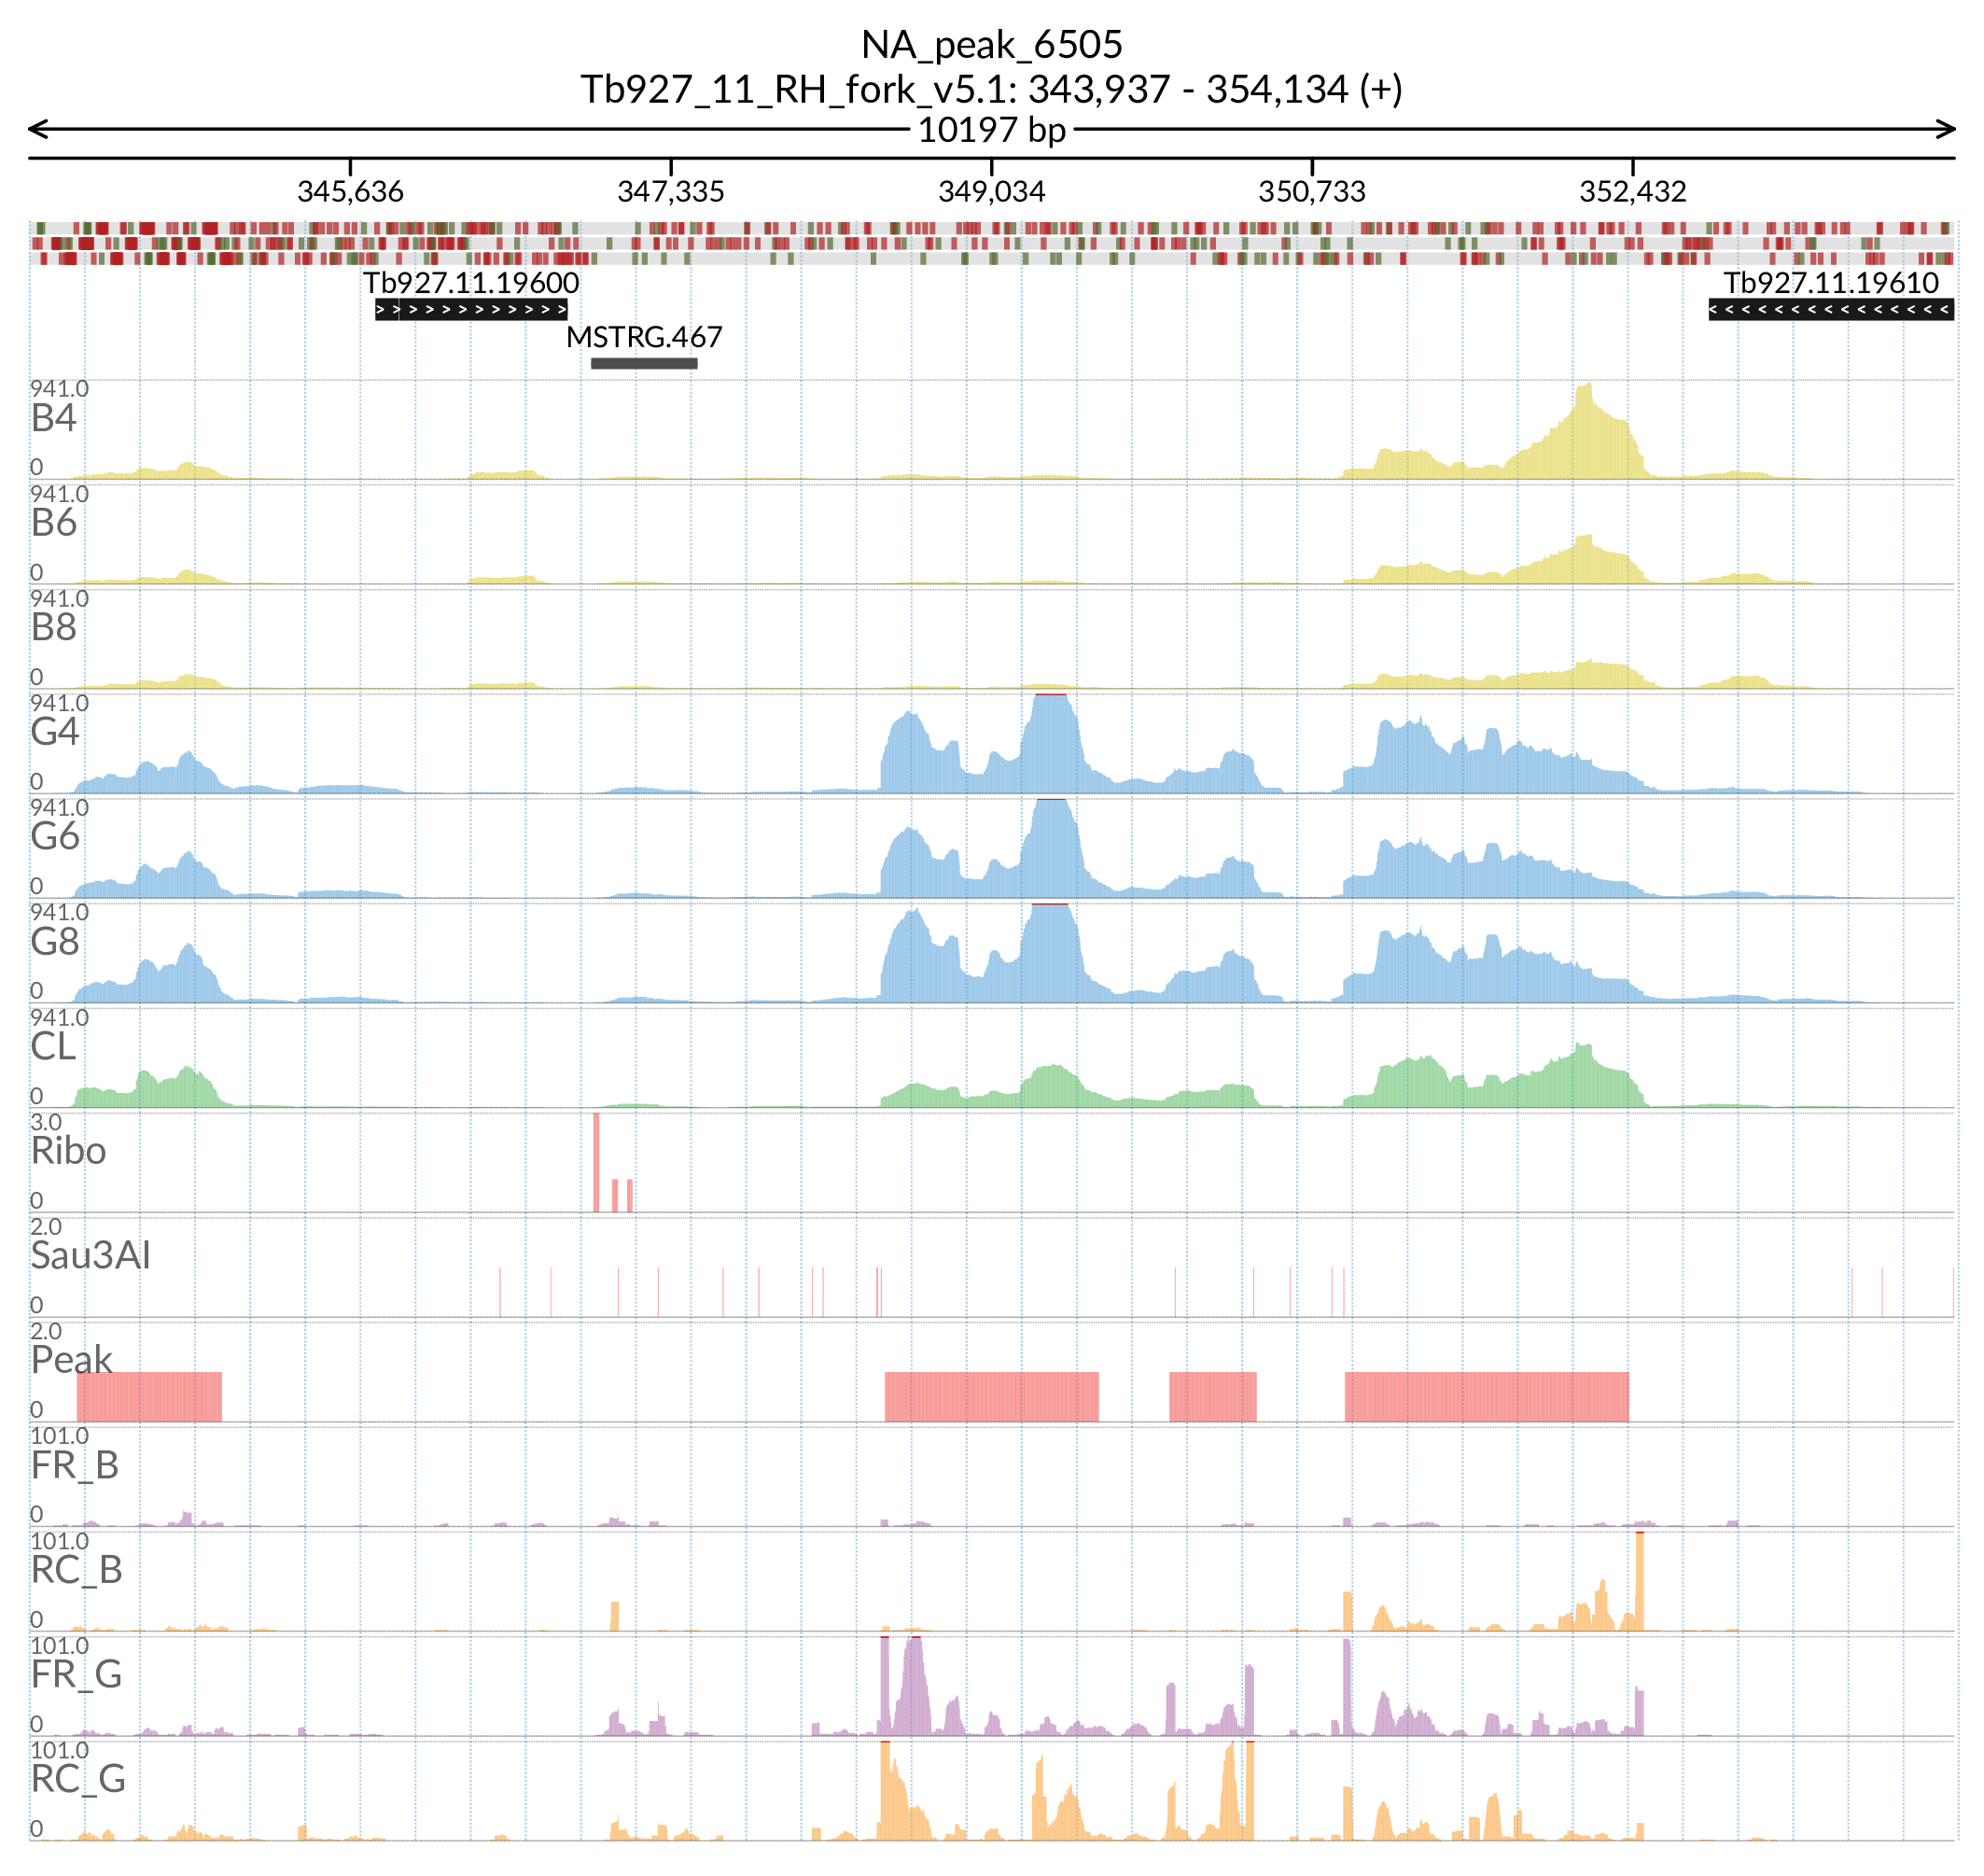 NA_peak_6505
Tb927_11_RH_fork_v5.1: 343,937 - 354,134 (+)
10197 bp
345,636 347,335 349,034 350,733 352,432
Tb927.11.19600 Tb927.11.19610
MSTRG.467
941.0
B4
0
941.0
B6
0
941.0
B8
0
941.0
G4
0
941.0
G6
0
941.0
G8
0
941.0
CL
0
3.0
Ribo
0
2.0
Sau3AI
0
2.0
Peak
0
101.0
FR_B
0
101.0
RC_B
0
101.0
FR_G
0
101.0
RC_G
0